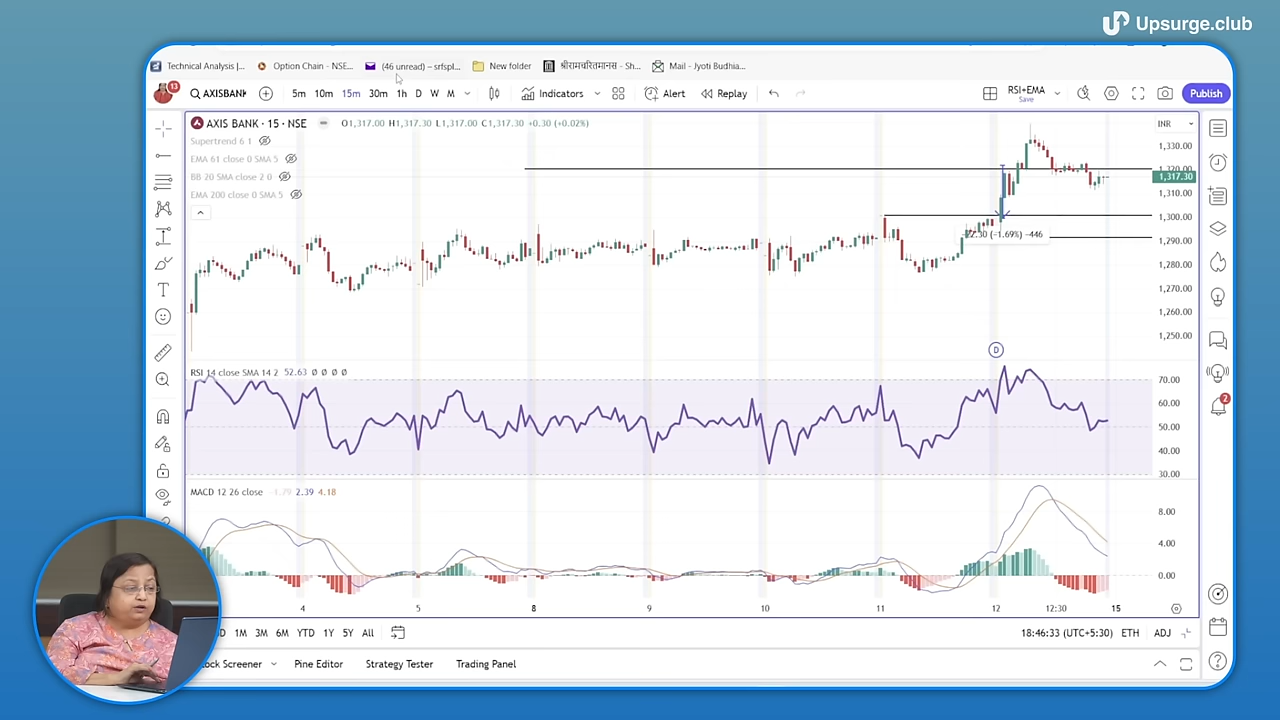 Upsurge.club
Technical Analysis |... Option Chain - NSE... (46 unread) – srfspl... New folder श्रीरामचरितमानस - Sh... Mail - Jyoti Budhia...
13 AXISBANK 5m 10m 15m 30m 1h D W M Indicators Alert Replay RSI+EMA Save Publish
AXIS BANK · 15 · NSE O1,317.00 H1,317.30 L1,317.00 C1,317.30 +0.30 (+0.02%) INR
Supertrend 6 1
EMA 61 close 0 SMA 5
BB 20 SMA close 2 0
EMA 200 close 0 SMA 5
1,330.00
1,320.00
1,317.30
1,310.00
1,300.00
1,290.00
1,280.00
1,270.00
1,260.00
1,250.00
(−1.69%) −446
D
RSI 14 close SMA 14 2 52.63 Ø Ø Ø Ø
70.00
60.00
50.00
40.00
30.00
2
MACD 12 26 close −1.79 2.39 4.18
8.00
4.00
0.00
4 5 8 9 10 11 12 12:30 15
1M 3M 6M YTD 1Y 5Y All 18:46:33 (UTC+5:30) ETH ADJ
Screener Pine Editor Strategy Tester Trading Panel